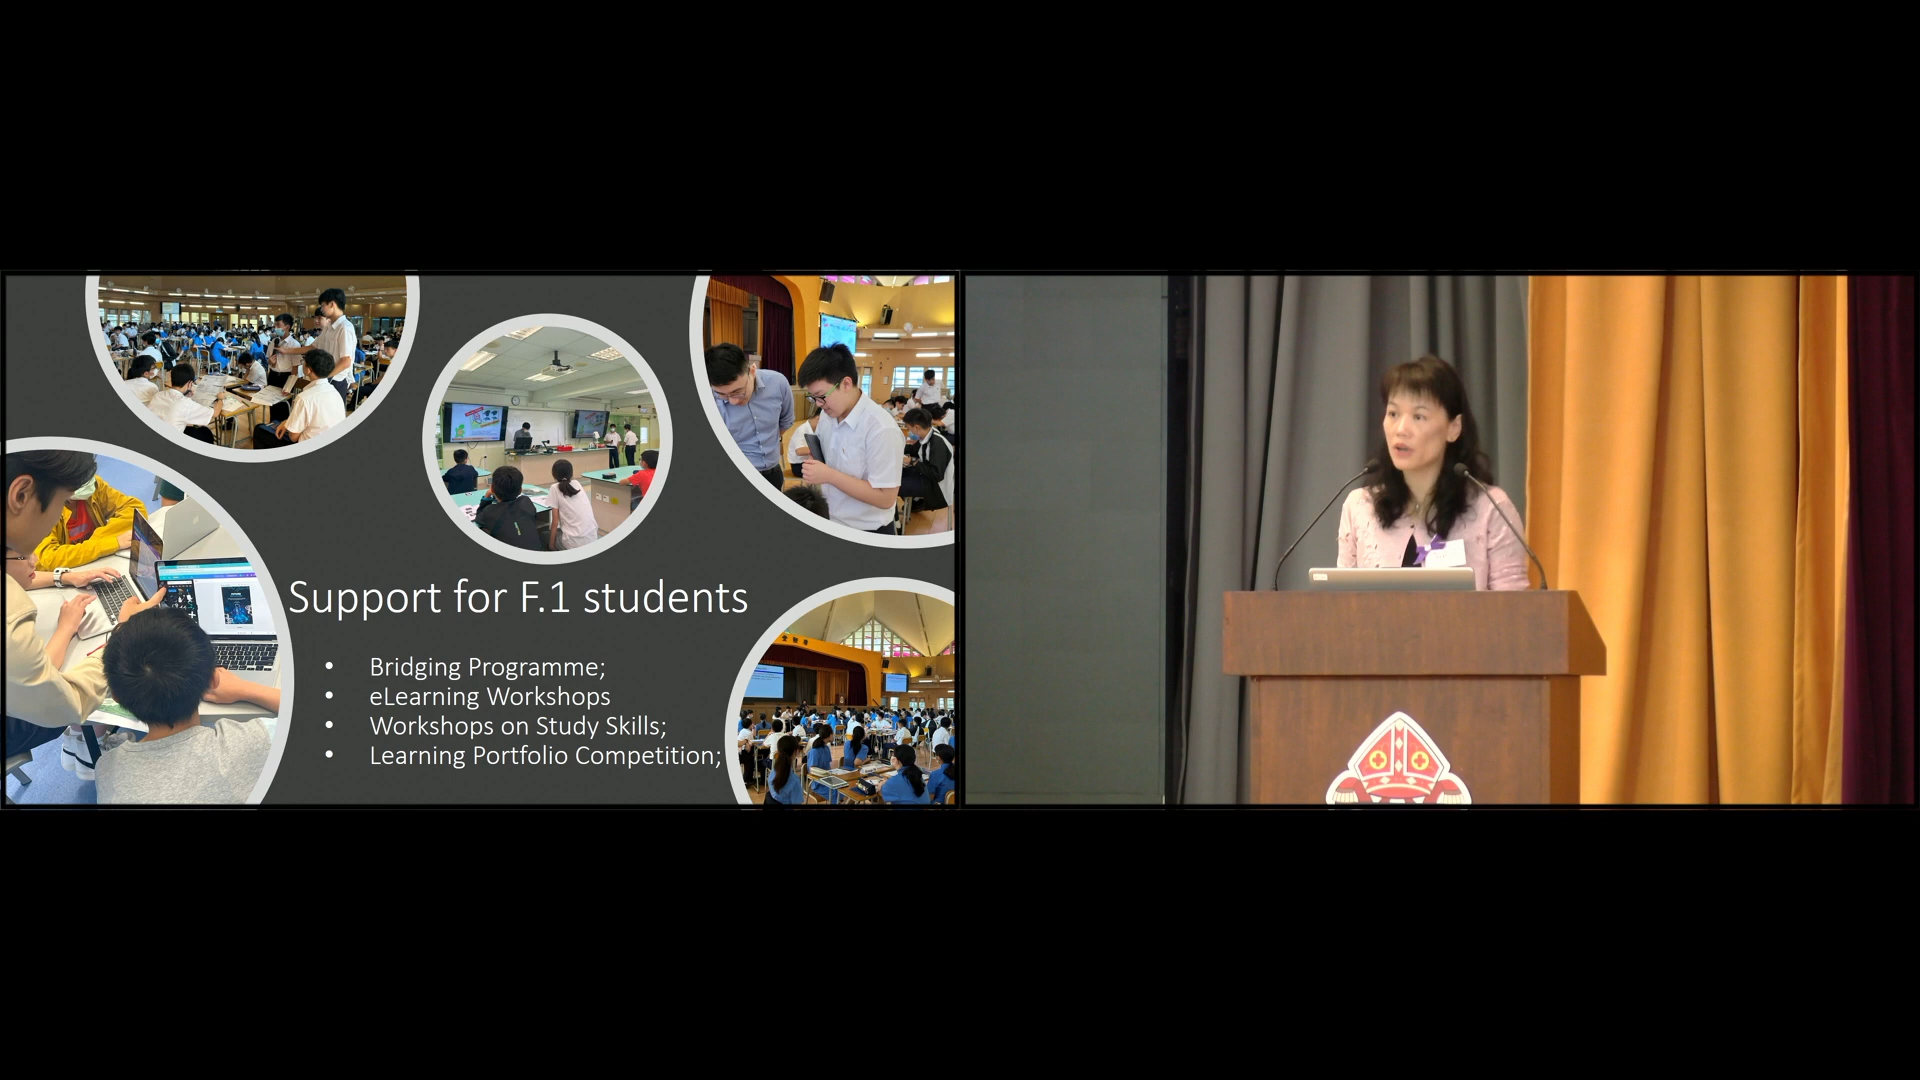 Support for F.1 students
• Bridging Programme;
• eLearning Workshops
• Workshops on Study Skills;
• Learning Portfolio Competition;